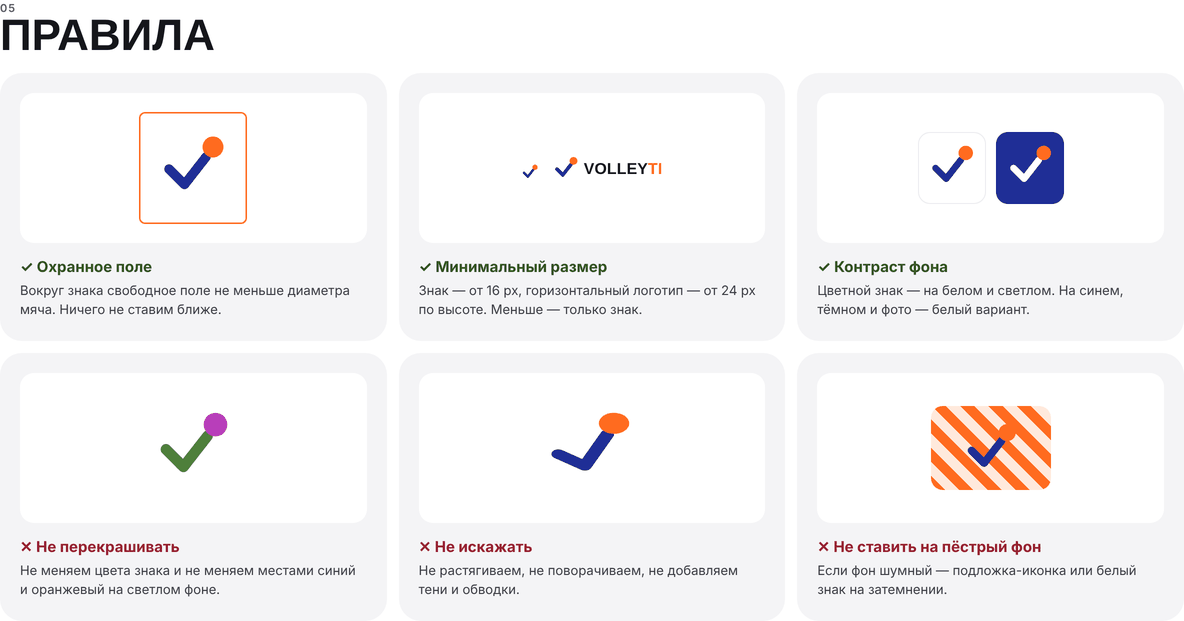 05
ПРАВИЛА
VOLLEYTI
✓ Охранное поле
Вокруг знака свободное поле не меньше диаметра
мяча. Ничего не ставим ближе.
✓ Минимальный размер
Знак — от 16 px, горизонтальный логотип — от 24 px
по высоте. Меньше — только знак.
✓ Контраст фона
Цветной знак — на белом и светлом. На синем,
тёмном и фото — белый вариант.
✕ Не перекрашивать
Не меняем цвета знака и не меняем местами синий
и оранжевый на светлом фоне.
✕ Не искажать
Не растягиваем, не поворачиваем, не добавляем
тени и обводки.
✕ Не ставить на пёстрый фон
Если фон шумный — подложка-иконка или белый
знак на затемнении.